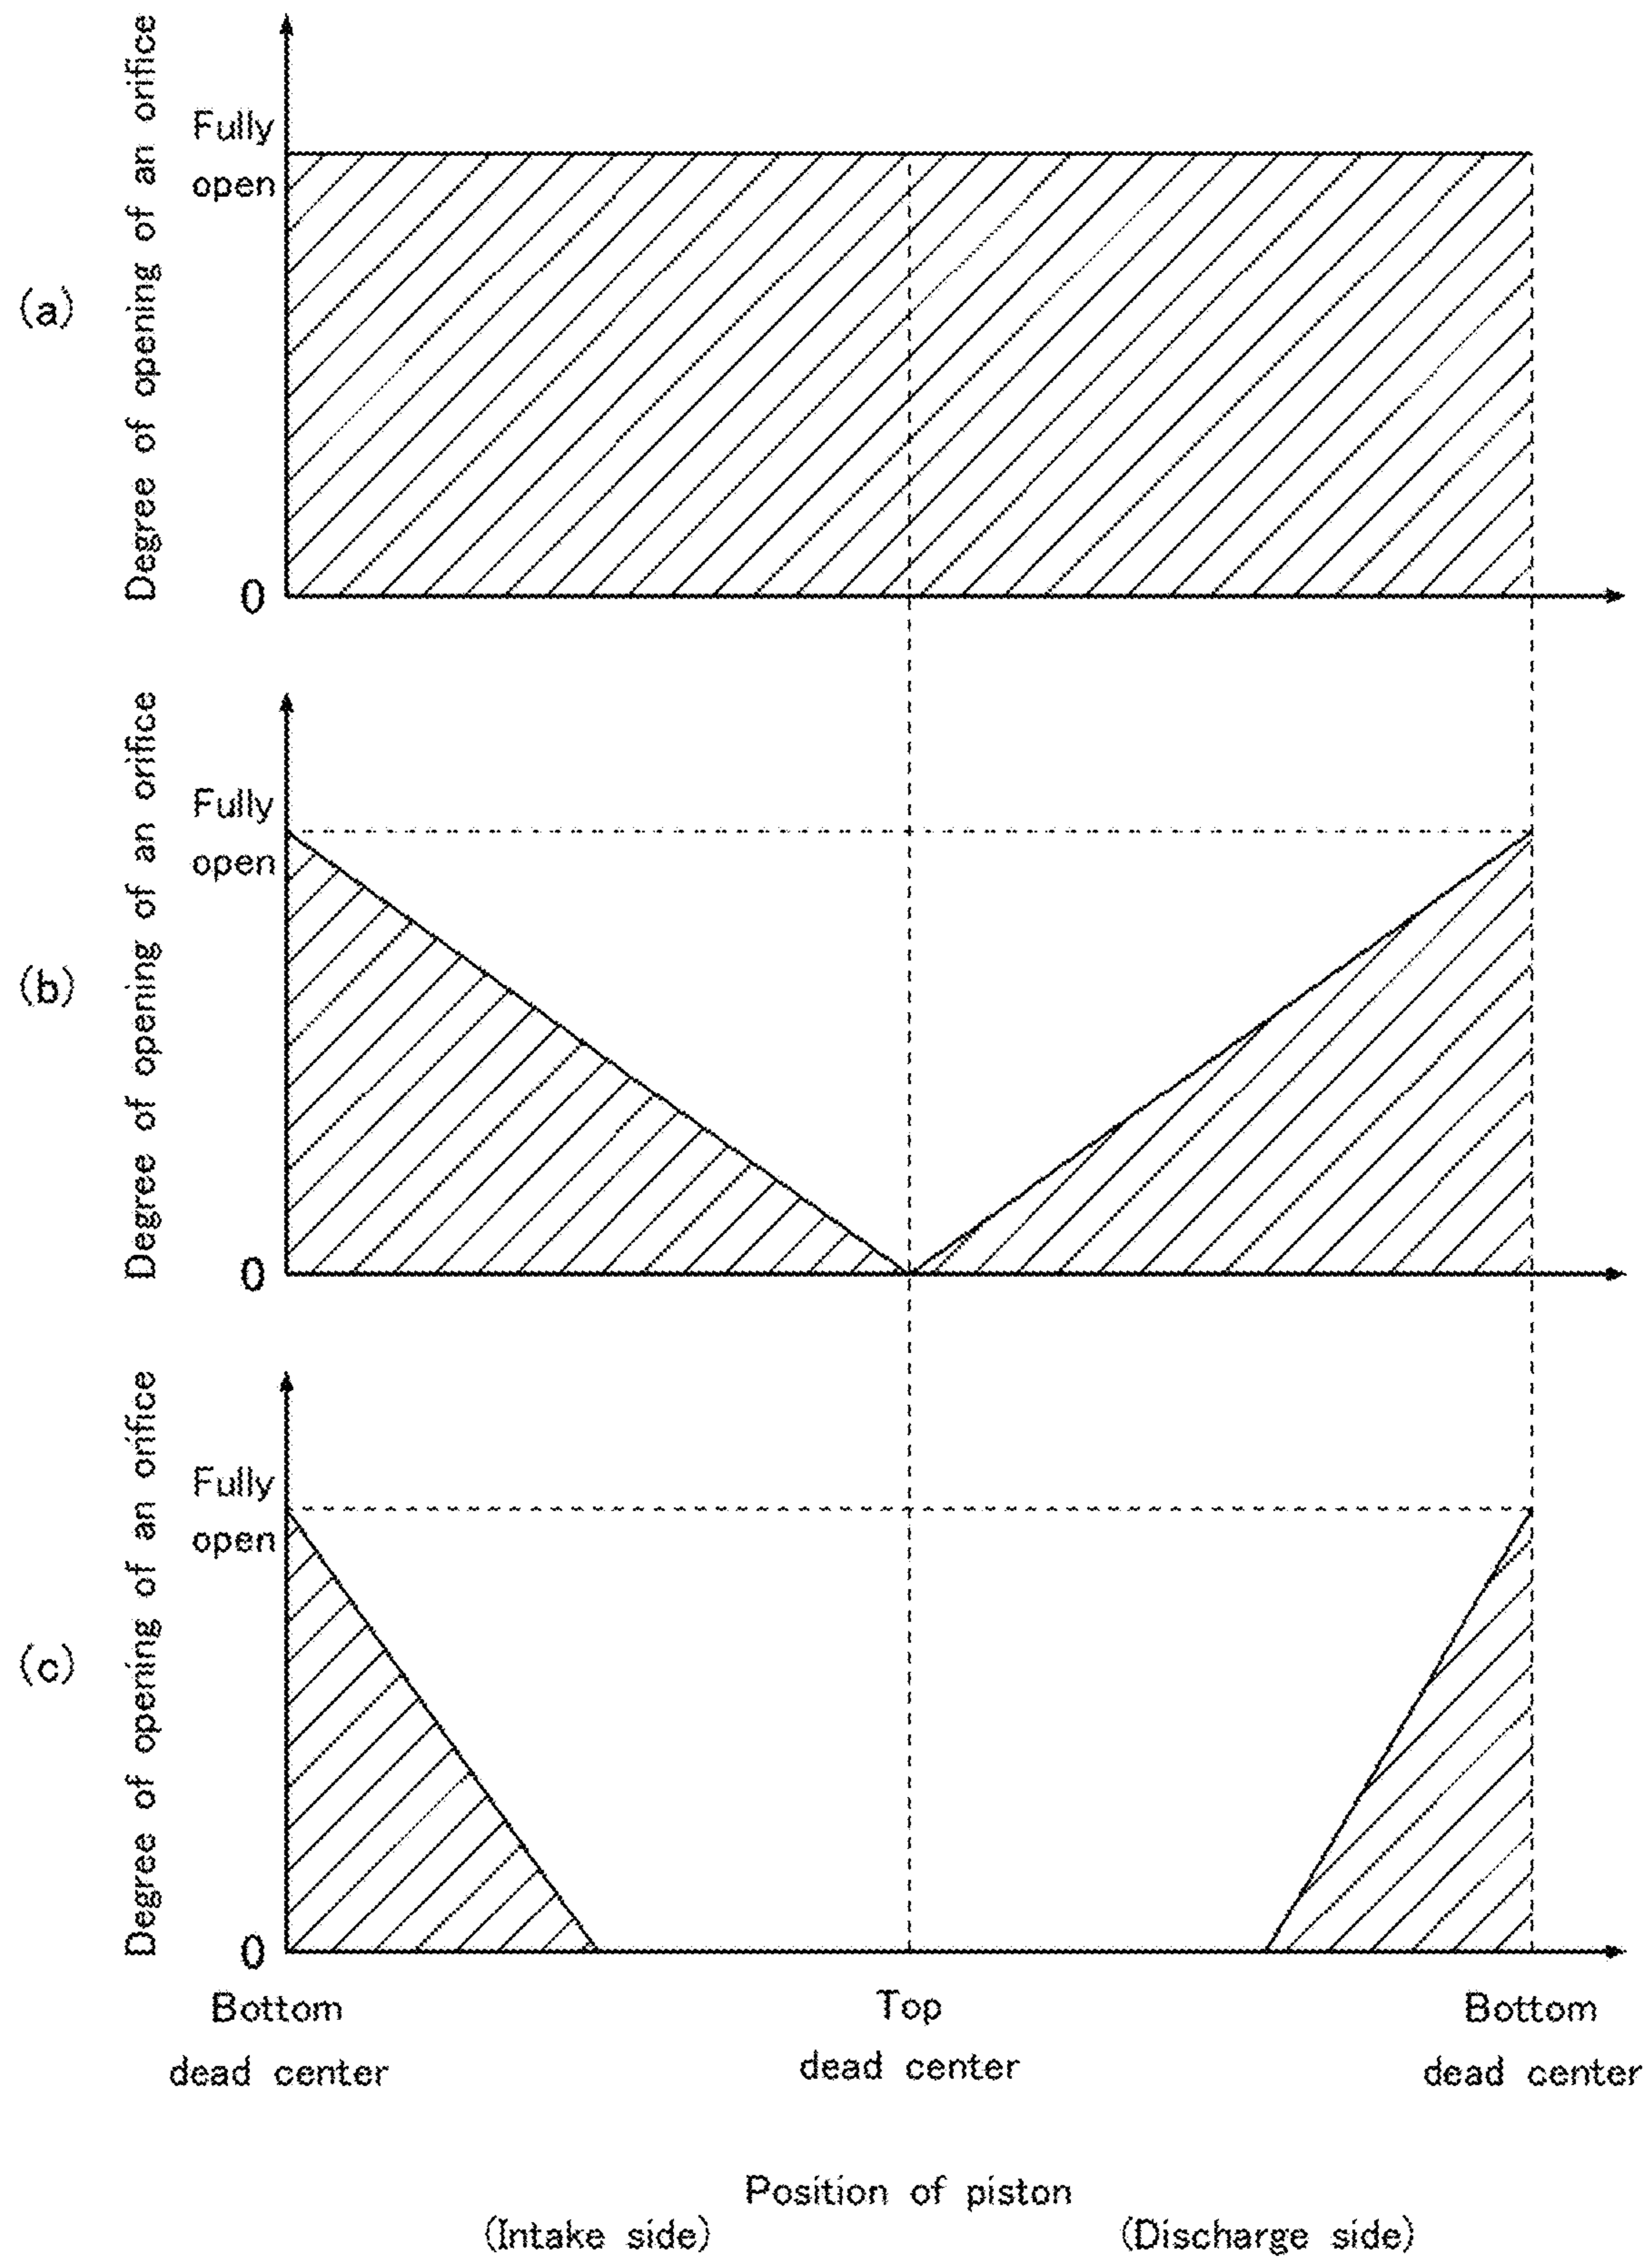 (a)
Degree of opening of an orifice
Fully
open
0
(b)
Degree of opening of an orifice
Fully
open
0
(c)
Degree of opening of an orifice
Fully
open
0
Bottom
dead center
Top
dead center
Bottom
dead center
Position of piston
(Intake side)
(Discharge side)